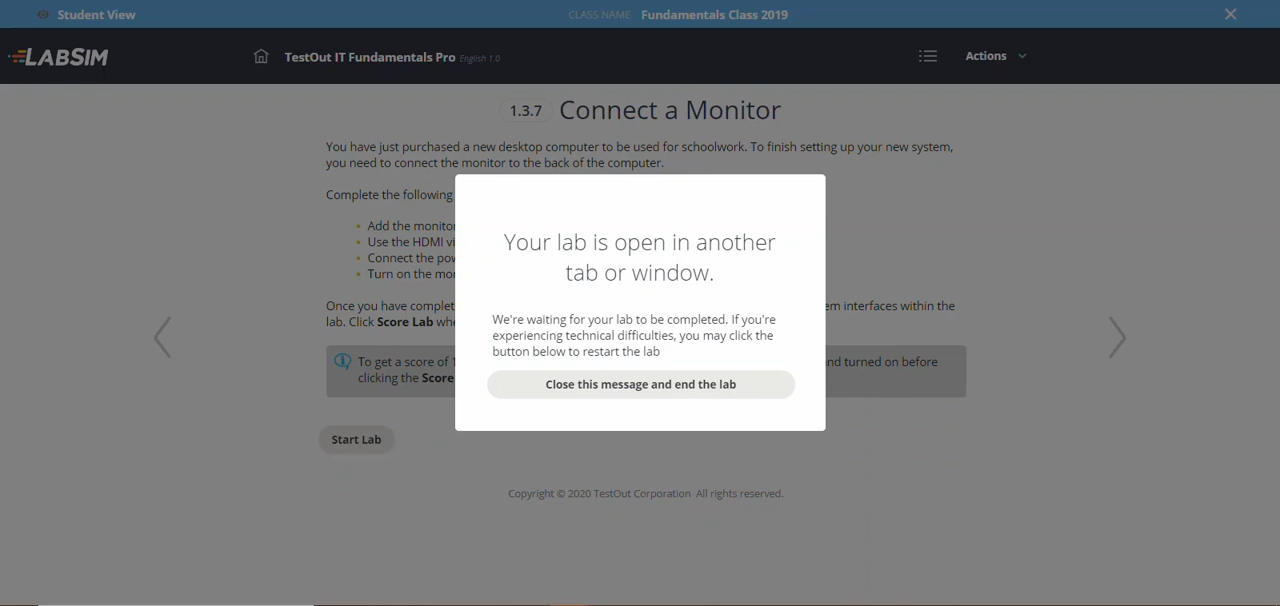 Student View
CLASS NAME Fundamentals Class 2019
LABSIM
TestOut IT Fundamentals Pro English 1.0
Actions
1.3.7 Connect a Monitor
You have just purchased a new desktop computer to be used for schoolwork. To finish setting up your new system,
you need to connect the monitor to the back of the computer.
Complete the following
Add the monitor
Use the HDMI
Connect the
Turn on the
Your lab is open in another
tab or window.
We're waiting for your lab to be completed. If you're
experiencing technical difficulties, you may click the
button below to restart the lab
Close this message and end the lab
Once you have interfaces within the
lab. Click Score Lab
To get a score of and turned on before
clicking the Score
Start Lab
Copyright © 2020 TestOut Corporation All rights reserved.